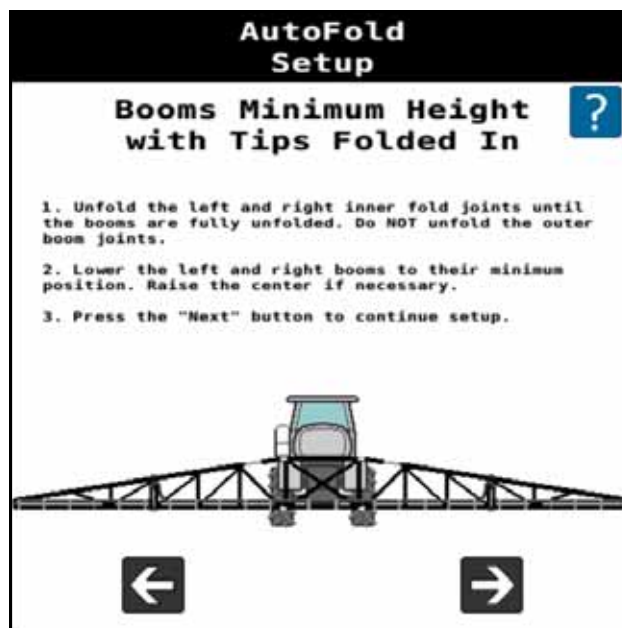 AutoFold
Setup
Booms Minimum Height
with Tips Folded In
?
1. Unfold the left and right inner fold joints until
the booms are fully unfolded. Do NOT unfold the outer
boom joints.
2. Lower the left and right booms to their minimum
position. Raise the center if necessary.
3. Press the "Next" button to continue setup.